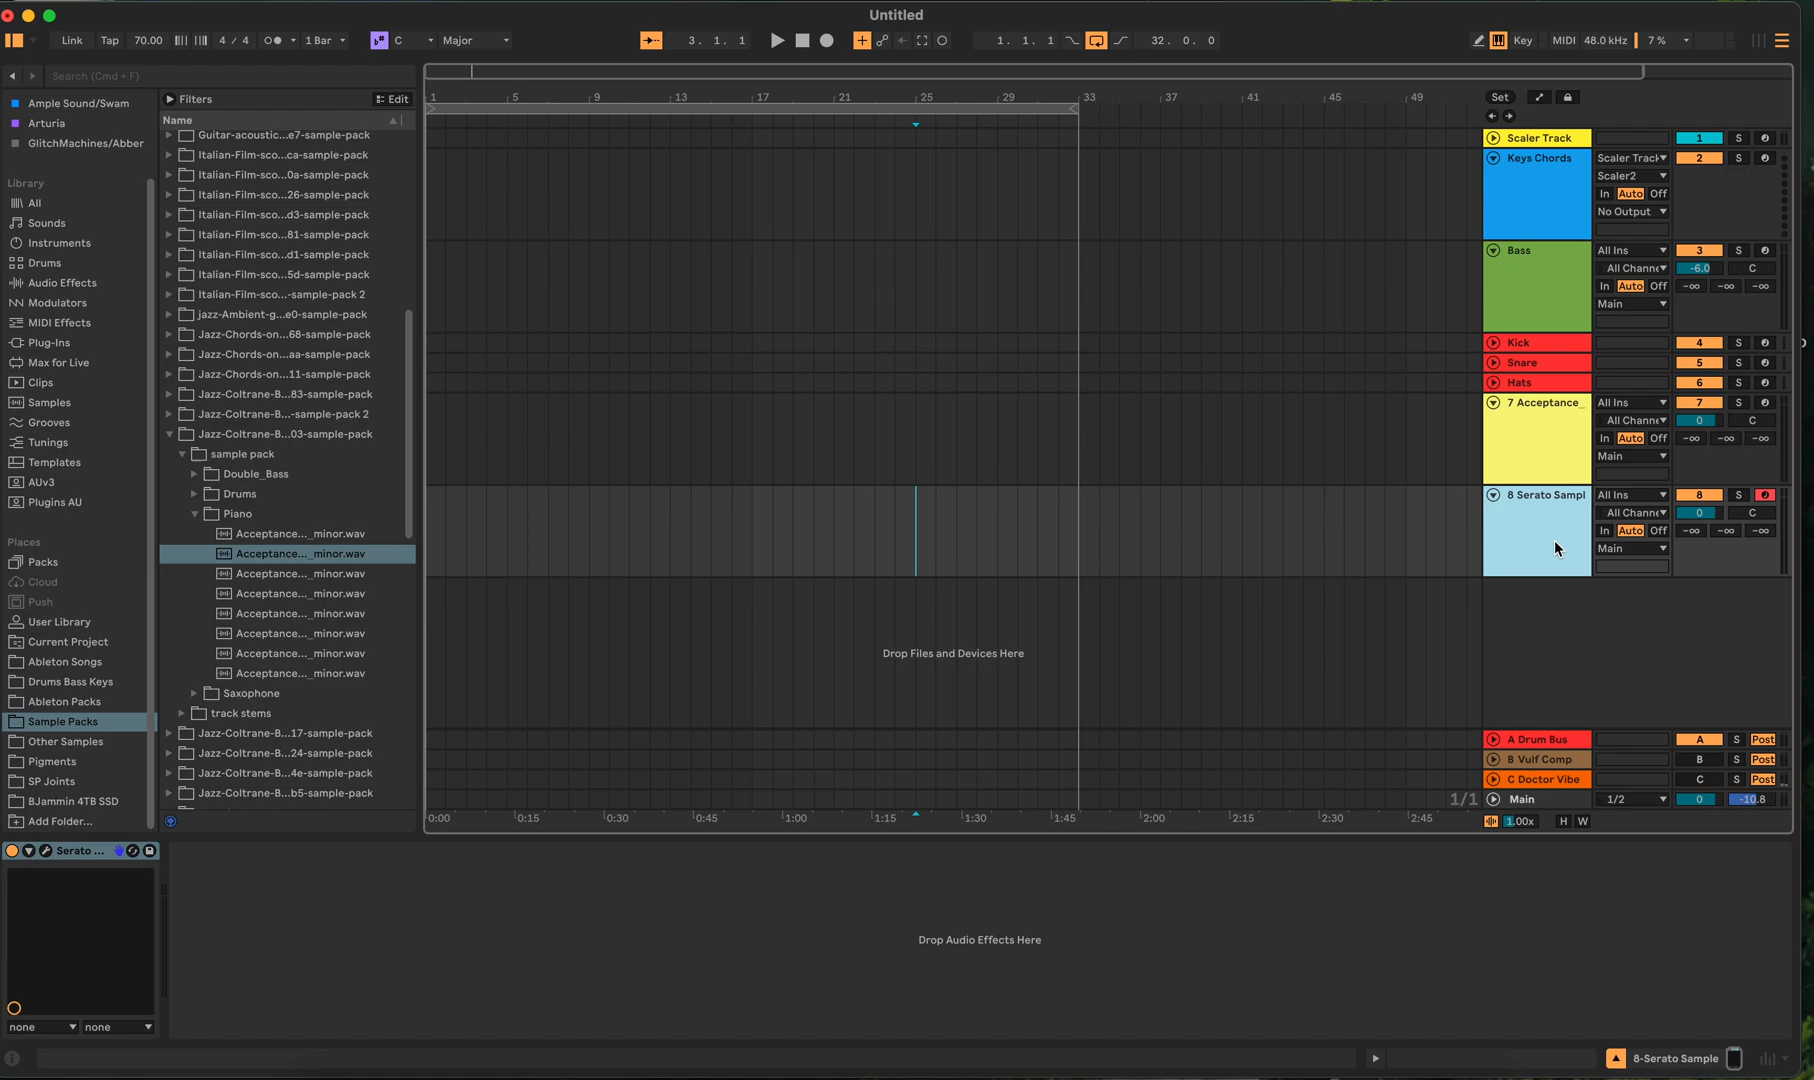 Untitled
Link Tap 70.00 4 / 4 1 Bar C Major 3. 1. 1 1. 1. 1 32. 0. 0 Key MIDI 48.0 kHz 7 %
Search (Cmd + F)
Ample Sound/Swam
Arturia
GlitchMachines/Abber
Library
All
Sounds
Instruments
Drums
Audio Effects
Modulators
MIDI Effects
Plug-Ins
Max for Live
Clips
Samples
Grooves
Tunings
Templates
AUv3
Plugins AU
Places
Packs
Cloud
Push
User Library
Current Project
Ableton Songs
Drums Bass Keys
Ableton Packs
Sample Packs
Other Samples
Pigments
SP Joints
BJammin 4TB SSD
Add Folder...
Filters Edit
Name
Guitar-acoustic...e7-sample-pack
Italian-Film-sco...ca-sample-pack
Italian-Film-sco...0a-sample-pack
Italian-Film-sco...26-sample-pack
Italian-Film-sco...d3-sample-pack
Italian-Film-sco...81-sample-pack
Italian-Film-sco...d1-sample-pack
Italian-Film-sco...5d-sample-pack
Italian-Film-sco...-sample-pack 2
jazz-Ambient-g...e0-sample-pack
Jazz-Chords-on...68-sample-pack
Jazz-Chords-on...aa-sample-pack
Jazz-Chords-on...11-sample-pack
Jazz-Coltrane-B...83-sample-pack
Jazz-Coltrane-B...-sample-pack 2
Jazz-Coltrane-B...03-sample-pack
sample pack
Double_Bass
Drums
Piano
Acceptance..._minor.wav
Acceptance..._minor.wav
Acceptance..._minor.wav
Acceptance..._minor.wav
Acceptance..._minor.wav
Acceptance..._minor.wav
Acceptance..._minor.wav
Acceptance..._minor.wav
Saxophone
track stems
Jazz-Coltrane-B...17-sample-pack
Jazz-Coltrane-B...24-sample-pack
Jazz-Coltrane-B...4e-sample-pack
Jazz-Coltrane-B...b5-sample-pack
1 5 9 13 17 21 25 29 33 37 41 45 49
Drop Files and Devices Here
1/1
0:00 0:15 0:30 0:45 1:00 1:15 1:30 1:45 2:00 2:15 2:30 2:45
Set
Scaler Track 1 S
Keys Chords Scaler Track 2 S
Scaler2
In Auto Off
No Output
Bass All Ins 3 S
All Channe -6.0 C
In Auto Off -∞ -∞ -∞
Main
Kick 4 S
Snare 5 S
Hats 6 S
7 Acceptance_ All Ins 7 S
All Channe 0 C
In Auto Off -∞ -∞ -∞
Main
8 Serato Sampl All Ins 8 S
All Channe 0 C
In Auto Off -∞ -∞ -∞
Main
A Drum Bus A S Post
B Vulf Comp B S Post
C Doctor Vibe C S Post
Main 1/2 0 -10.8
1.00x H W
Serato ...
none none
Drop Audio Effects Here
8-Serato Sample